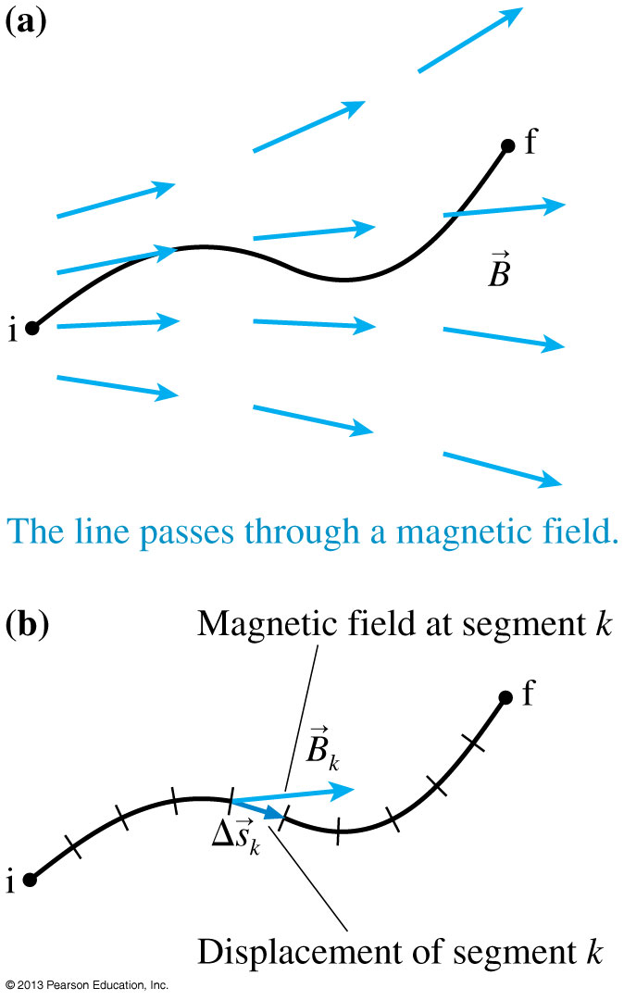 (a)
f
B⃗
i
The line passes through a magnetic field.
(b)
Magnetic field at segment k
f
B⃗ₖ
Δs⃗ₖ
i
Displacement of segment k
© 2013 Pearson Education, Inc.